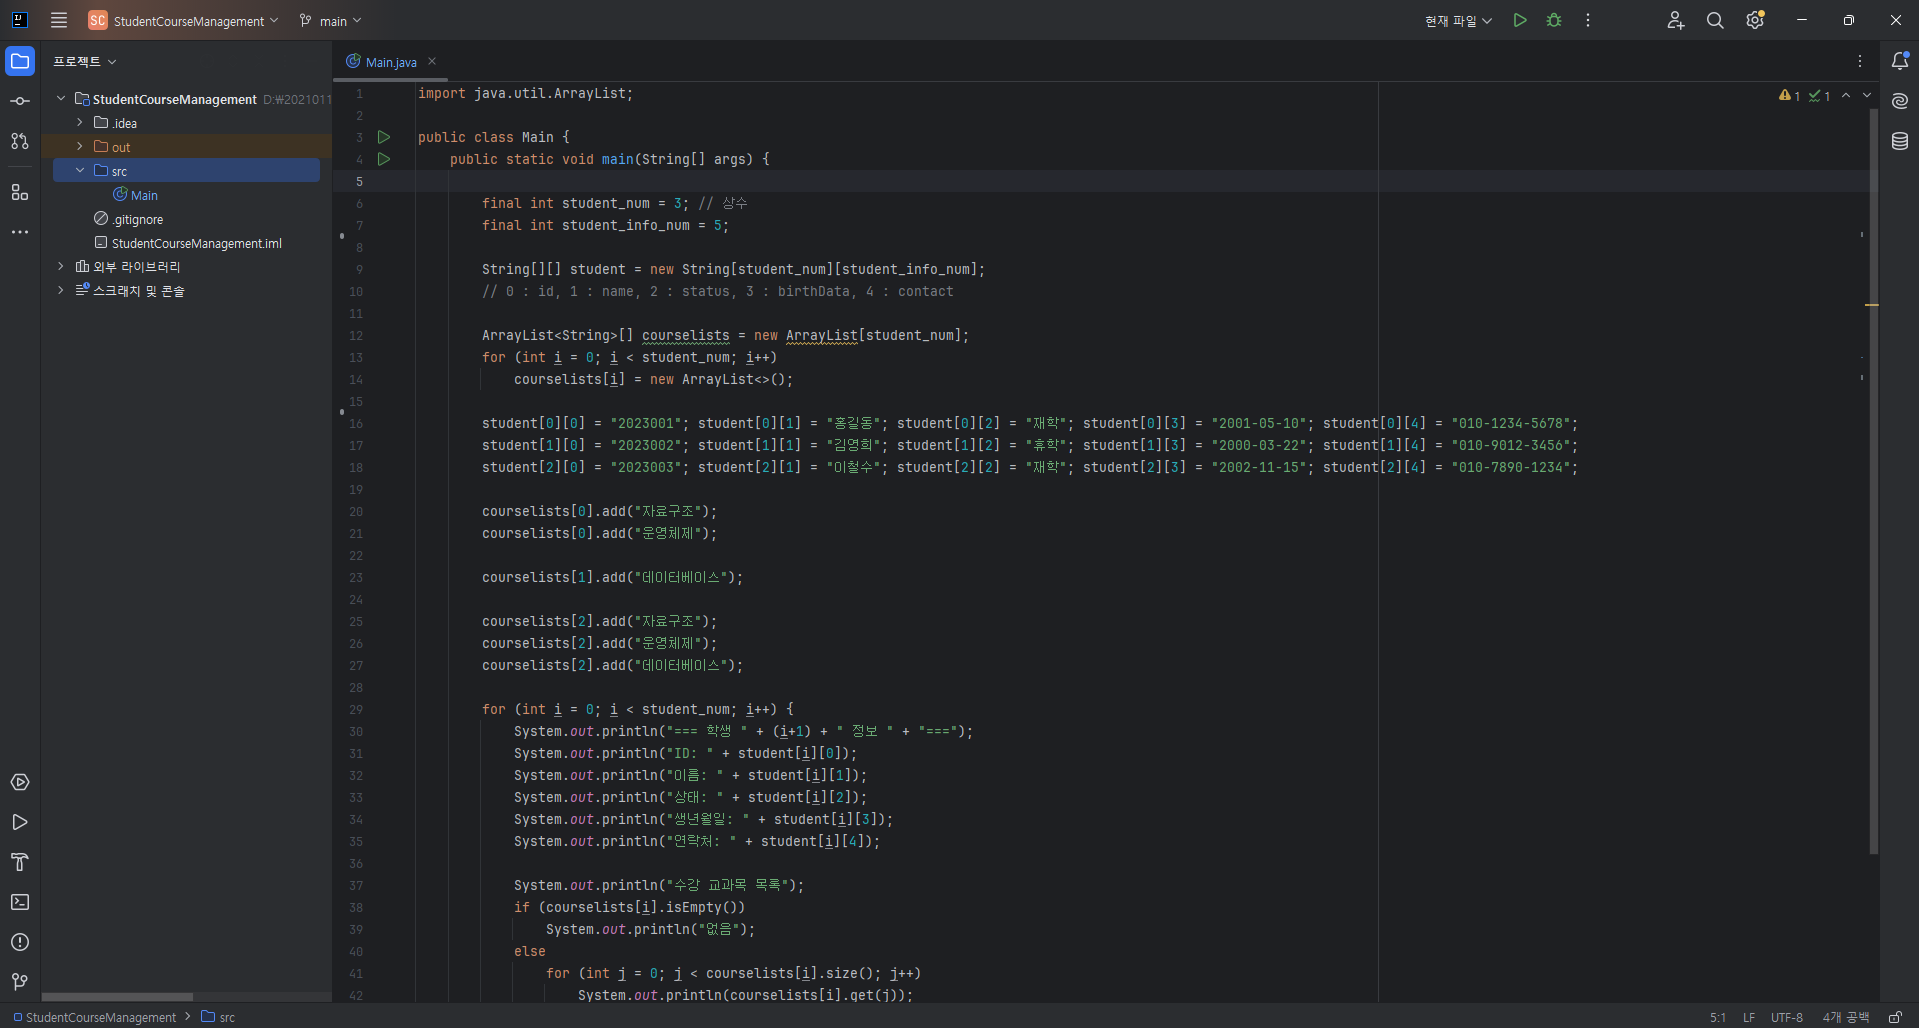 SC StudentCourseManagement main 현재 파일
프로젝트
Main.java
StudentCourseManagement D:₩2021011
.idea
out
src
Main
.gitignore
StudentCourseManagement.iml
외부 라이브러리
스크래치 및 콘솔
1 1
1 import java.util.ArrayList;
2
3 public class Main {
4 public static void main(String[] args) {
5
6 final int student_num = 3; // 상수
7 final int student_info_num = 5;
8
9 String[][] student = new String[student_num][student_info_num];
10 // 0 : id, 1 : name, 2 : status, 3 : birthData, 4 : contact
11
12 ArrayList<String>[] courselists = new ArrayList[student_num];
13 for (int i = 0; i < student_num; i++)
14 courselists[i] = new ArrayList<>();
15
16 student[0][0] = "2023001"; student[0][1] = "홍길동"; student[0][2] = "재학"; student[0][3] = "2001-05-10"; student[0][4] = "010-1234-5678";
17 student[1][0] = "2023002"; student[1][1] = "김영희"; student[1][2] = "휴학"; student[1][3] = "2000-03-22"; student[1][4] = "010-9012-3456";
18 student[2][0] = "2023003"; student[2][1] = "이철수"; student[2][2] = "재학"; student[2][3] = "2002-11-15"; student[2][4] = "010-7890-1234";
19
20 courselists[0].add("자료구조");
21 courselists[0].add("운영체제");
22
23 courselists[1].add("데이터베이스");
24
25 courselists[2].add("자료구조");
26 courselists[2].add("운영체제");
27 courselists[2].add("데이터베이스");
28
29 for (int i = 0; i < student_num; i++) {
30 System.out.println("=== 학생 " + (i+1) + " 정보 " + "===");
31 System.out.println("ID: " + student[i][0]);
32 System.out.println("이름: " + student[i][1]);
33 System.out.println("상태: " + student[i][2]);
34 System.out.println("생년월일: " + student[i][3]);
35 System.out.println("연락처: " + student[i][4]);
36
37 System.out.println("수강 교과목 목록");
38 if (courselists[i].isEmpty())
39 System.out.println("없음");
40 else
41 for (int j = 0; j < courselists[i].size(); j++)
42 System.out.println(courselists[i].get(j));
StudentCourseManagement src 5:1 LF UTF-8 4개 공백